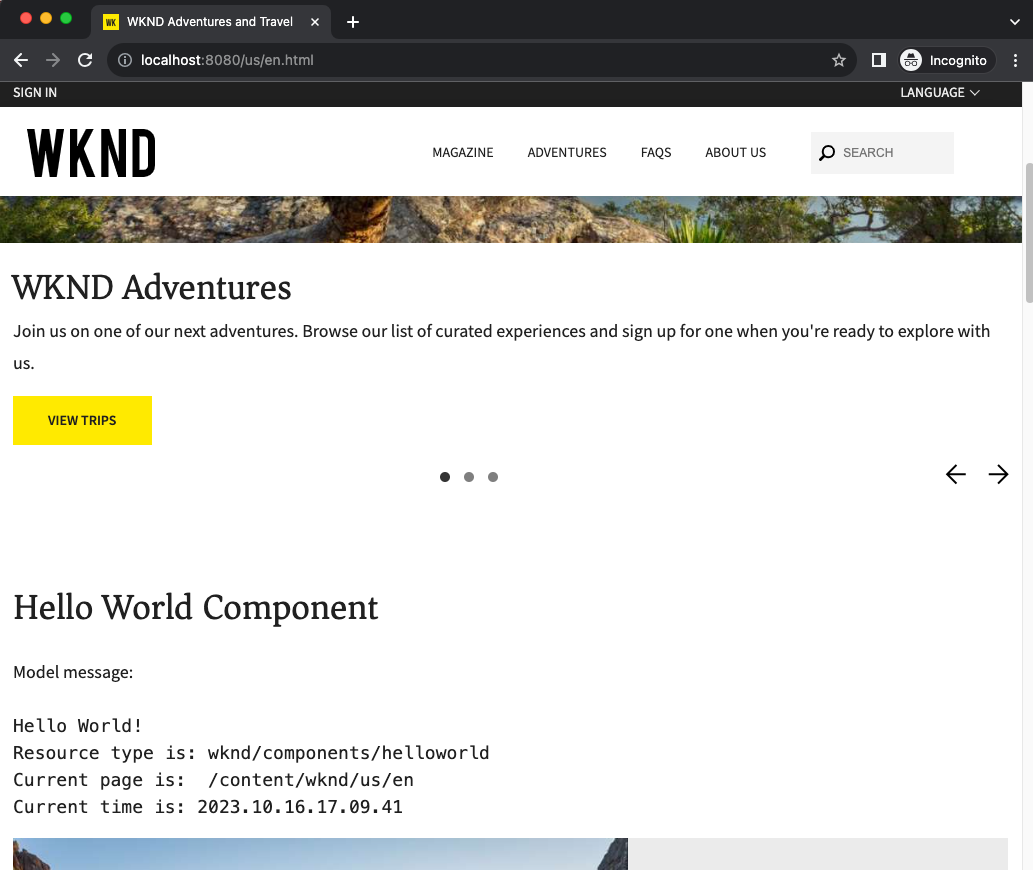 WK WKND Adventures and Travel
localhost:8080/us/en.html
Incognito
SIGN IN
LANGUAGE
WKND
MAGAZINE
ADVENTURES
FAQS
ABOUT US
SEARCH
WKND Adventures
Join us on one of our next adventures. Browse our list of curated experiences and sign up for one when you're ready to explore with
us.
VIEW TRIPS
Hello World Component
Model message:
Hello World!
Resource type is: wknd/components/helloworld
Current page is:  /content/wknd/us/en
Current time is: 2023.10.16.17.09.41